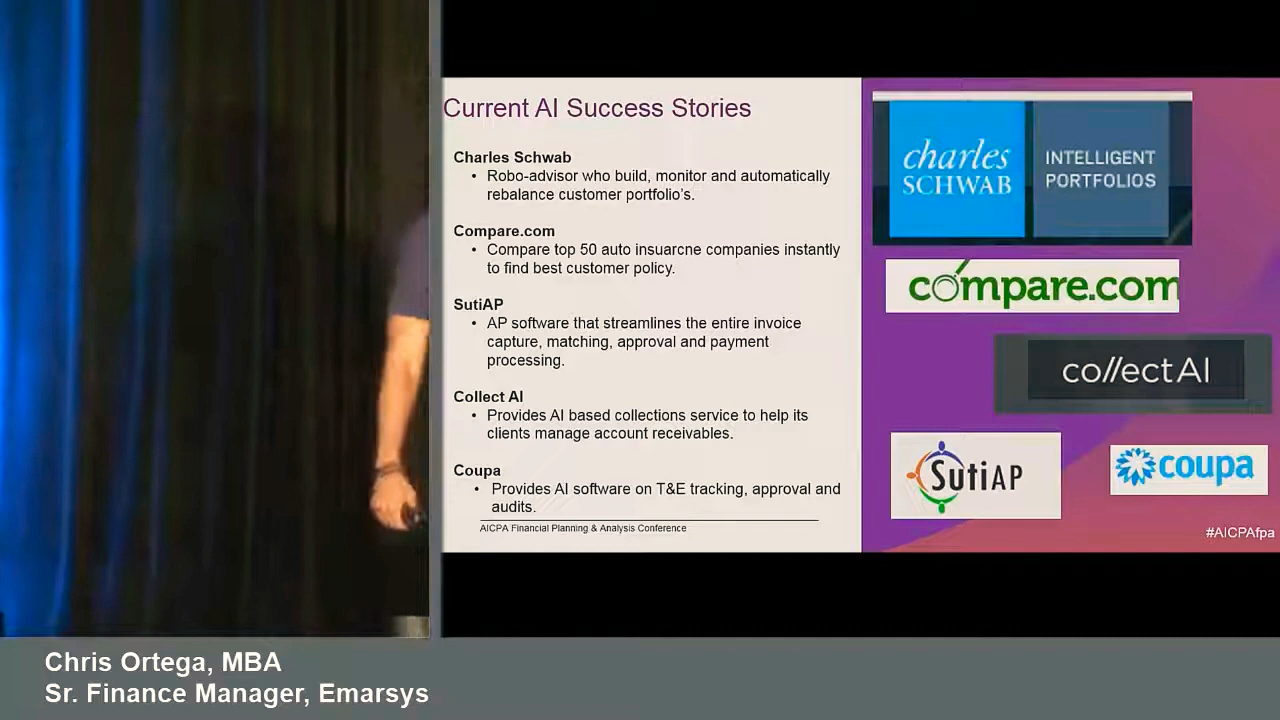 Current AI Success Stories
Charles Schwab
• Robo-advisor who build, monitor and automatically
rebalance customer portfolio's.
Compare.com
• Compare top 50 auto insuarcne companies instantly
to find best customer policy.
SutiAP
• AP software that streamlines the entire invoice
capture, matching, approval and payment
processing.
Collect AI
• Provides AI based collections service to help its
clients manage account receivables.
Coupa
• Provides AI software on T&E tracking, approval and
audits.
AICPA Financial Planning & Analysis Conference
charles
SCHWAB
INTELLIGENT
PORTFOLIOS
compare.com
collectAI
SutiAP
coupa
#AICPAfpa
Chris Ortega, MBA
Sr. Finance Manager, Emarsys